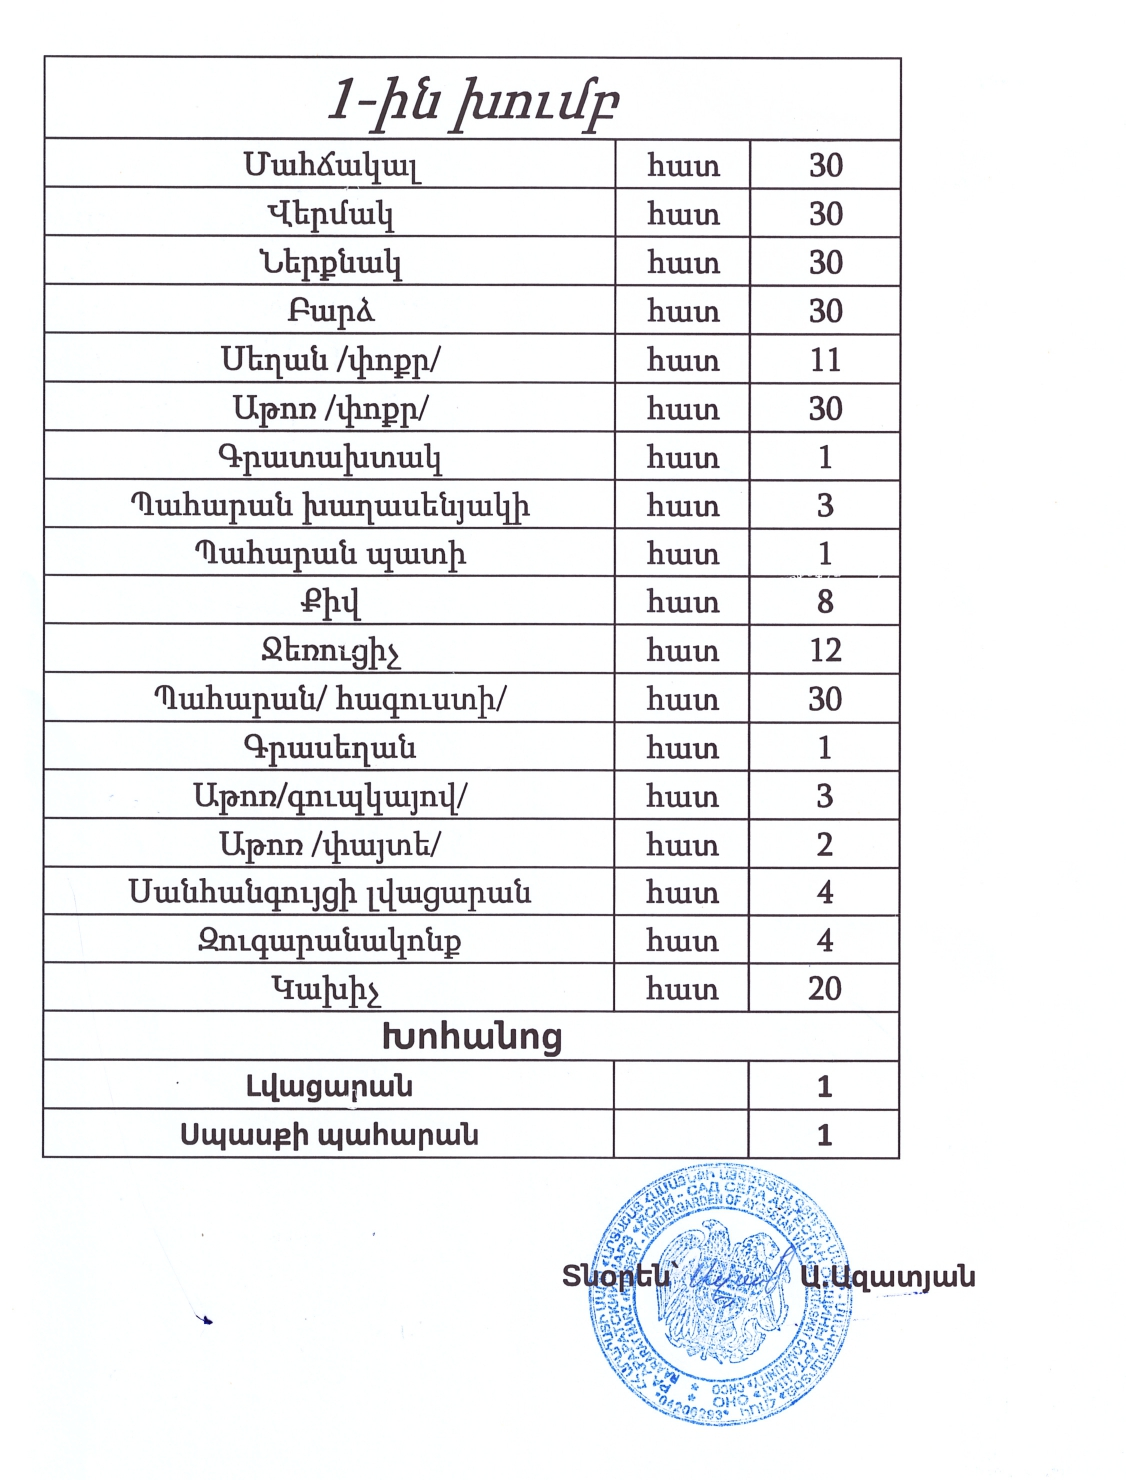 1-ին խումբ
Մահճակալ հատ 30
Վերմակ հատ 30
Ներքնակ հատ 30
Բարձ հատ 30
Սեղան /փոքր/ հատ 11
Աթոռ /փոքր/ հատ 30
Գրատախտակ հատ 1
Պահարան խաղասենյակի հատ 3
Պահարան պատի հատ 1
Քիվ հատ 8
Ջեռուցիչ հատ 12
Պահարան/ հագուստի/ հատ 30
Գրասեղան հատ 1
Աթոռ/գուպկայով/ հատ 3
Աթոռ /փայտե/ հատ 2
Սանհանգույցի լվացարան հատ 4
Զուգարանակոնք հատ 4
Կախիչ հատ 20
Խոհանոց
Լվացարան 1
Սպասքի պահարան 1
Տնօրեն՝ Ա.Ազատյան